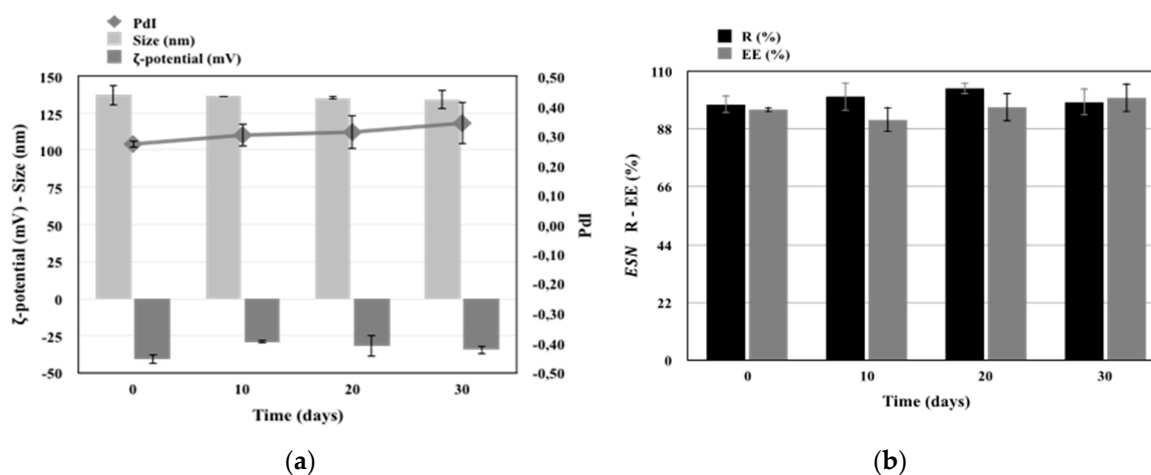 PdI
Size (nm)
ζ-potential (mV)
150
125
100
75
50
25
0
-25
-50
ζ-potential (mV) - Size (nm)
0,50
0,40
0,30
0,20
0,10
0,00
-0,10
-0,20
-0,30
-0,40
-0,50
PdI
0 10 20 30
Time (days)
(a)
R (%)
EE (%)
110
88
66
44
22
0
ESN R - EE (%)
0 10 20 30
Time (days)
(b)